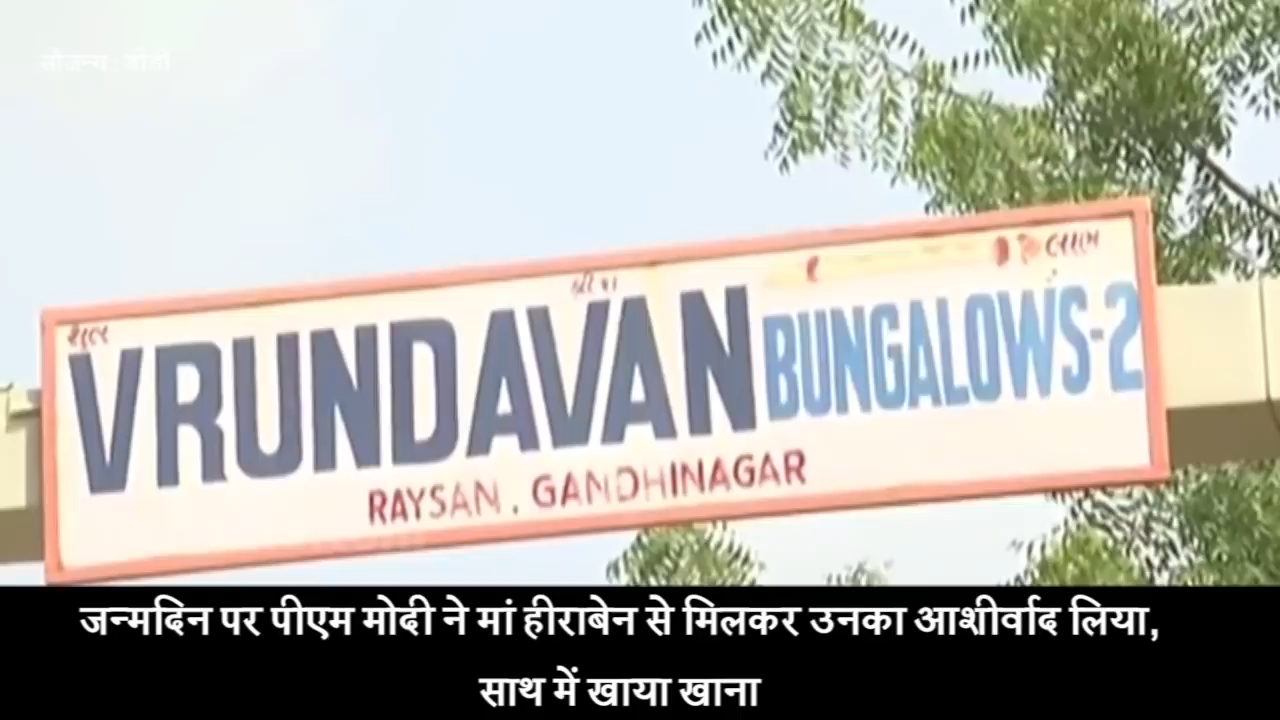 VRUNDAVAN BUNGALOWS-2
RAYSAN, GANDHINAGAR
जन्मदिन पर पीएम मोदी ने मां हीराबेन से मिलकर उनका आशीर्वाद लिया,
साथ में खाया खाना